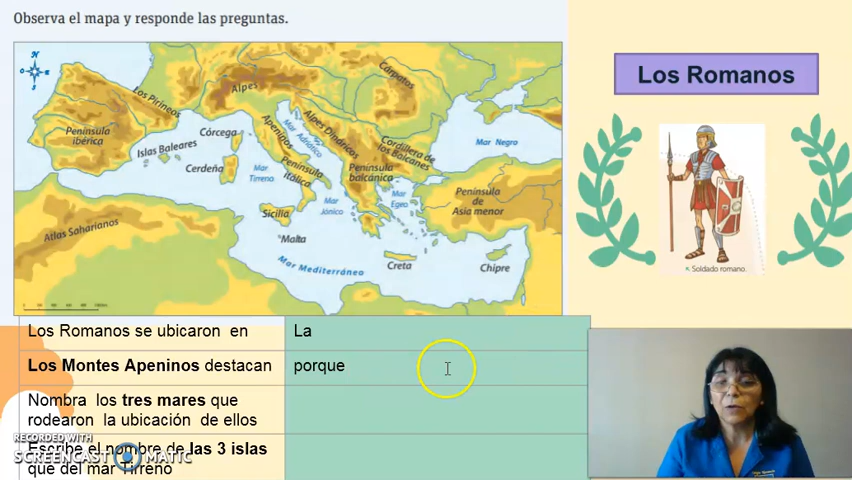 Observa el mapa y responde las preguntas.
Los Romanos
N
O
E
S
Los Pirineos
Alpes
Cárpatos
Península
ibérica
Islas Baleares
Córcega
Cerdeña
Apeninos
Mar Adriático
Alpes Dináricos
Cordillera de
los Balcanes
Mar Negro
Mar
Tirreno
Península
Itálica
Península
balcánica
Mar
Jónico
Mar
Egeo
Península
de
Asia menor
Sicilia
Malta
Atlas Saharianos
Mar Mediterráneo
Creta
Chipre
Soldado romano.
Los Romanos se ubicaron en
La
Los Montes Apeninos destacan
porque
Nombra los tres mares que
rodearon la ubicación de ellos
Escribe el nombre de las 3 islas
que del mar Tirreno
RECORDED WITH
SCREENCAST MATIC